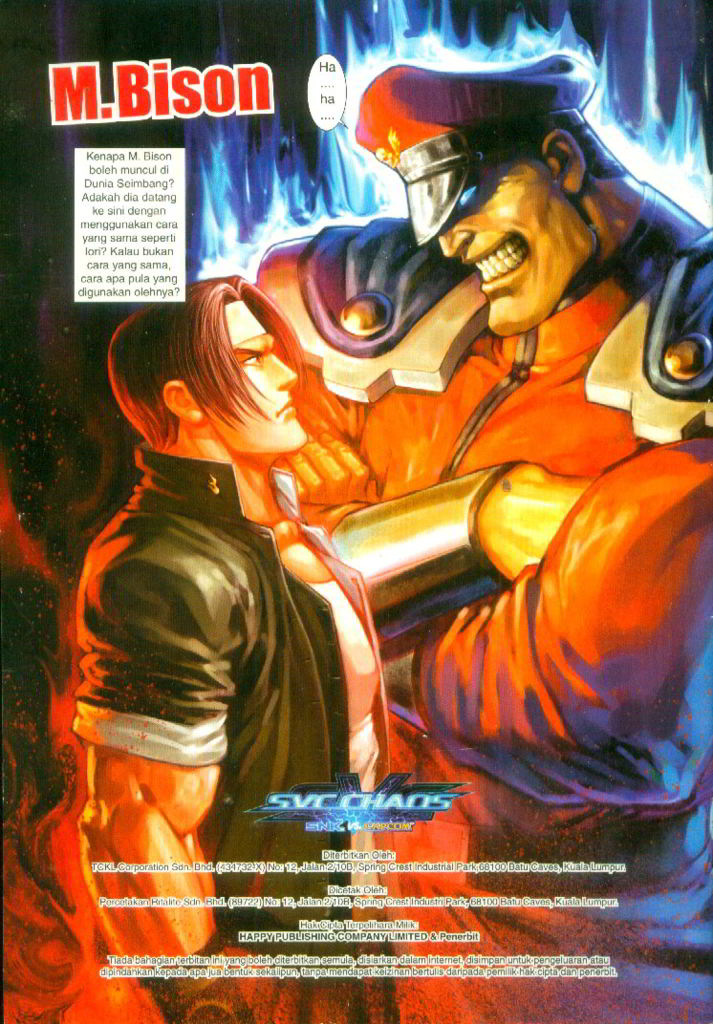 M.Bison
Ha
....
ha
....
Kenapa M. Bison
boleh muncul di
Dunia Seimbang?
Adakah dia datang
ke sini dengan
menggunakan cara
yang sama seperti
Iori? Kalau bukan
cara yang sama,
cara apa pula yang
digunakan olehnya?
SVC CHAOS
SNK VS. CAPCOM
Diterbitkan Oleh:
TCKL Corporation Sdn. Bhd. (434732-X) No: 12, Jalan 2/10B, Spring Crest Industrial Park,68100 Batu Caves, Kuala Lumpur.
Dicetak Oleh:
Percetakan Ritalite Sdn. Bhd. (89722) No: 12, Jalan 2/10B, Spring Crest Industri Park,68100 Batu Caves, Kuala Lumpur.
Hak Cipta Terpelihara Milik:
HAPPY PUBLISHING COMPANY LIMITED & Penerbit
Tiada bahagian terbitan ini yang boleh diterbitkan semula, disiarkan dalam internet, disimpan untuk pengeluaran atau
dipindahkan kepada apa jua bentuk sekalipun, tanpa mendapat keizinan bertulis daripada pemilik hak cipta dan penerbit.